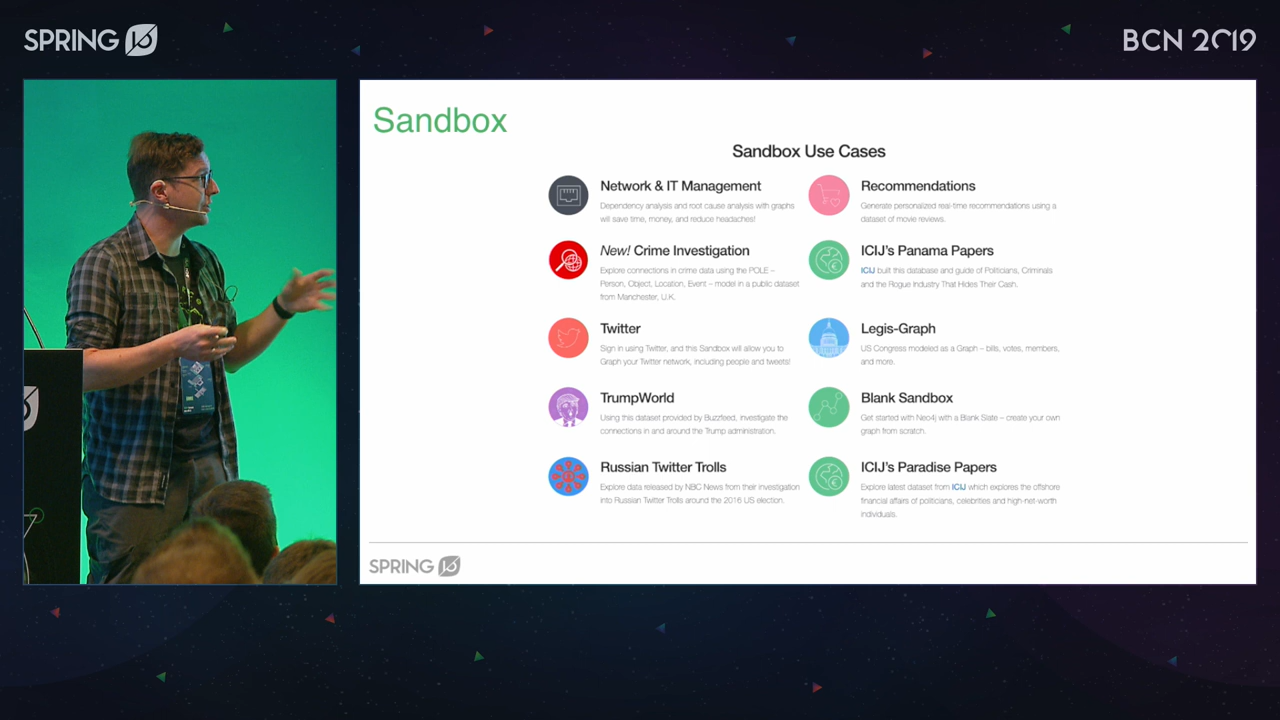 SPRING I/O
BCN 2019
Sandbox
Sandbox Use Cases
Network & IT Management
Dependency analysis and root cause analysis with graphs
will save time, money, and reduce headaches!
New! Crime Investigation
Explore connections in crime data using the POLE –
Person, Object, Location, Event – model in a public dataset
from Manchester, U.K.
Twitter
Sign in using Twitter, and this Sandbox will allow you to
Graph your Twitter network, including people and tweets!
TrumpWorld
Using this dataset provided by Buzzfeed, investigate the
connections in and around the Trump administration.
Russian Twitter Trolls
Explore data released by NBC News from their investigation
into Russian Twitter Trolls around the 2016 US election.
Recommendations
Generate personalized real-time recommendations using a
dataset of movie reviews.
ICIJ's Panama Papers
ICIJ built this database and guide of Politicians, Criminals
and the Rogue Industry That Hides Their Cash.
Legis-Graph
US Congress modeled as a Graph – bills, votes, members,
and more.
Blank Sandbox
Get started with Neo4j with a Blank Slate – create your own
graph from scratch.
ICIJ's Paradise Papers
Explore latest dataset from ICIJ which explores the offshore
financial affairs of politicians, celebrities and high-net-worth
individuals.
SPRING I/O